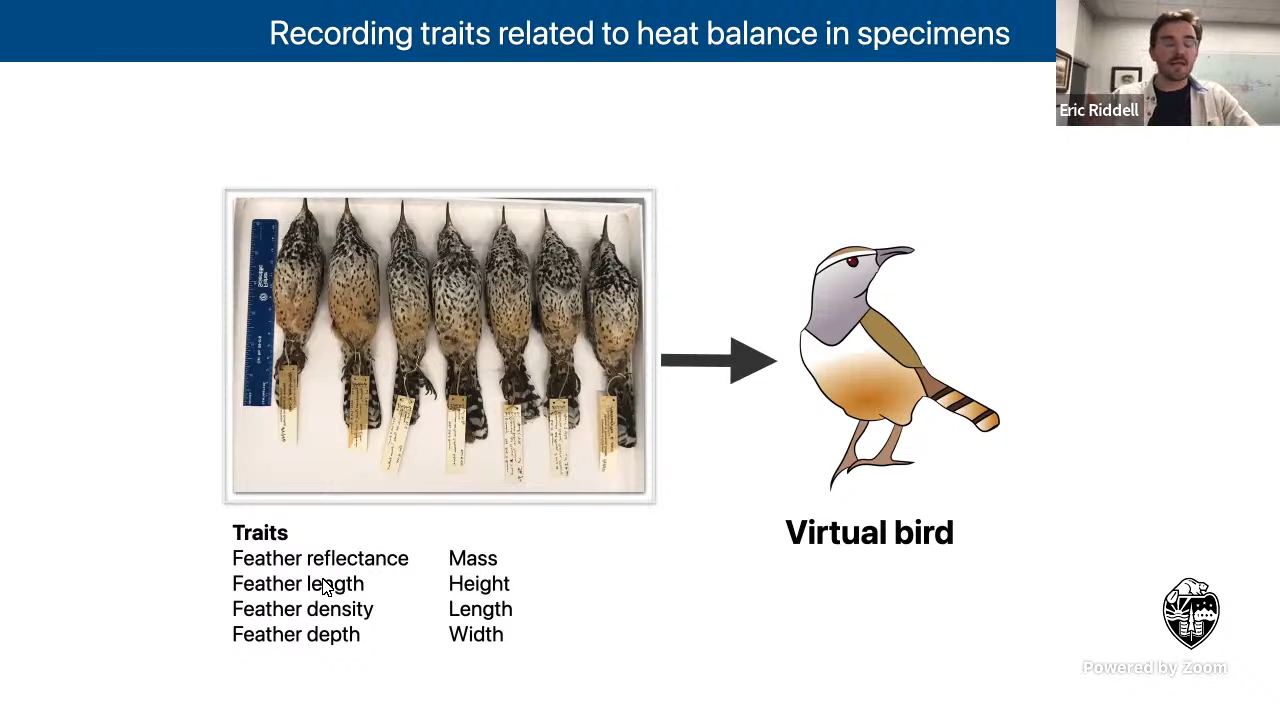 Recording traits related to heat balance in specimens
Eric Riddell
Traits
Feather reflectance Mass
Feather length Height
Feather density Length
Feather depth Width
Virtual bird
Powered by Zoom